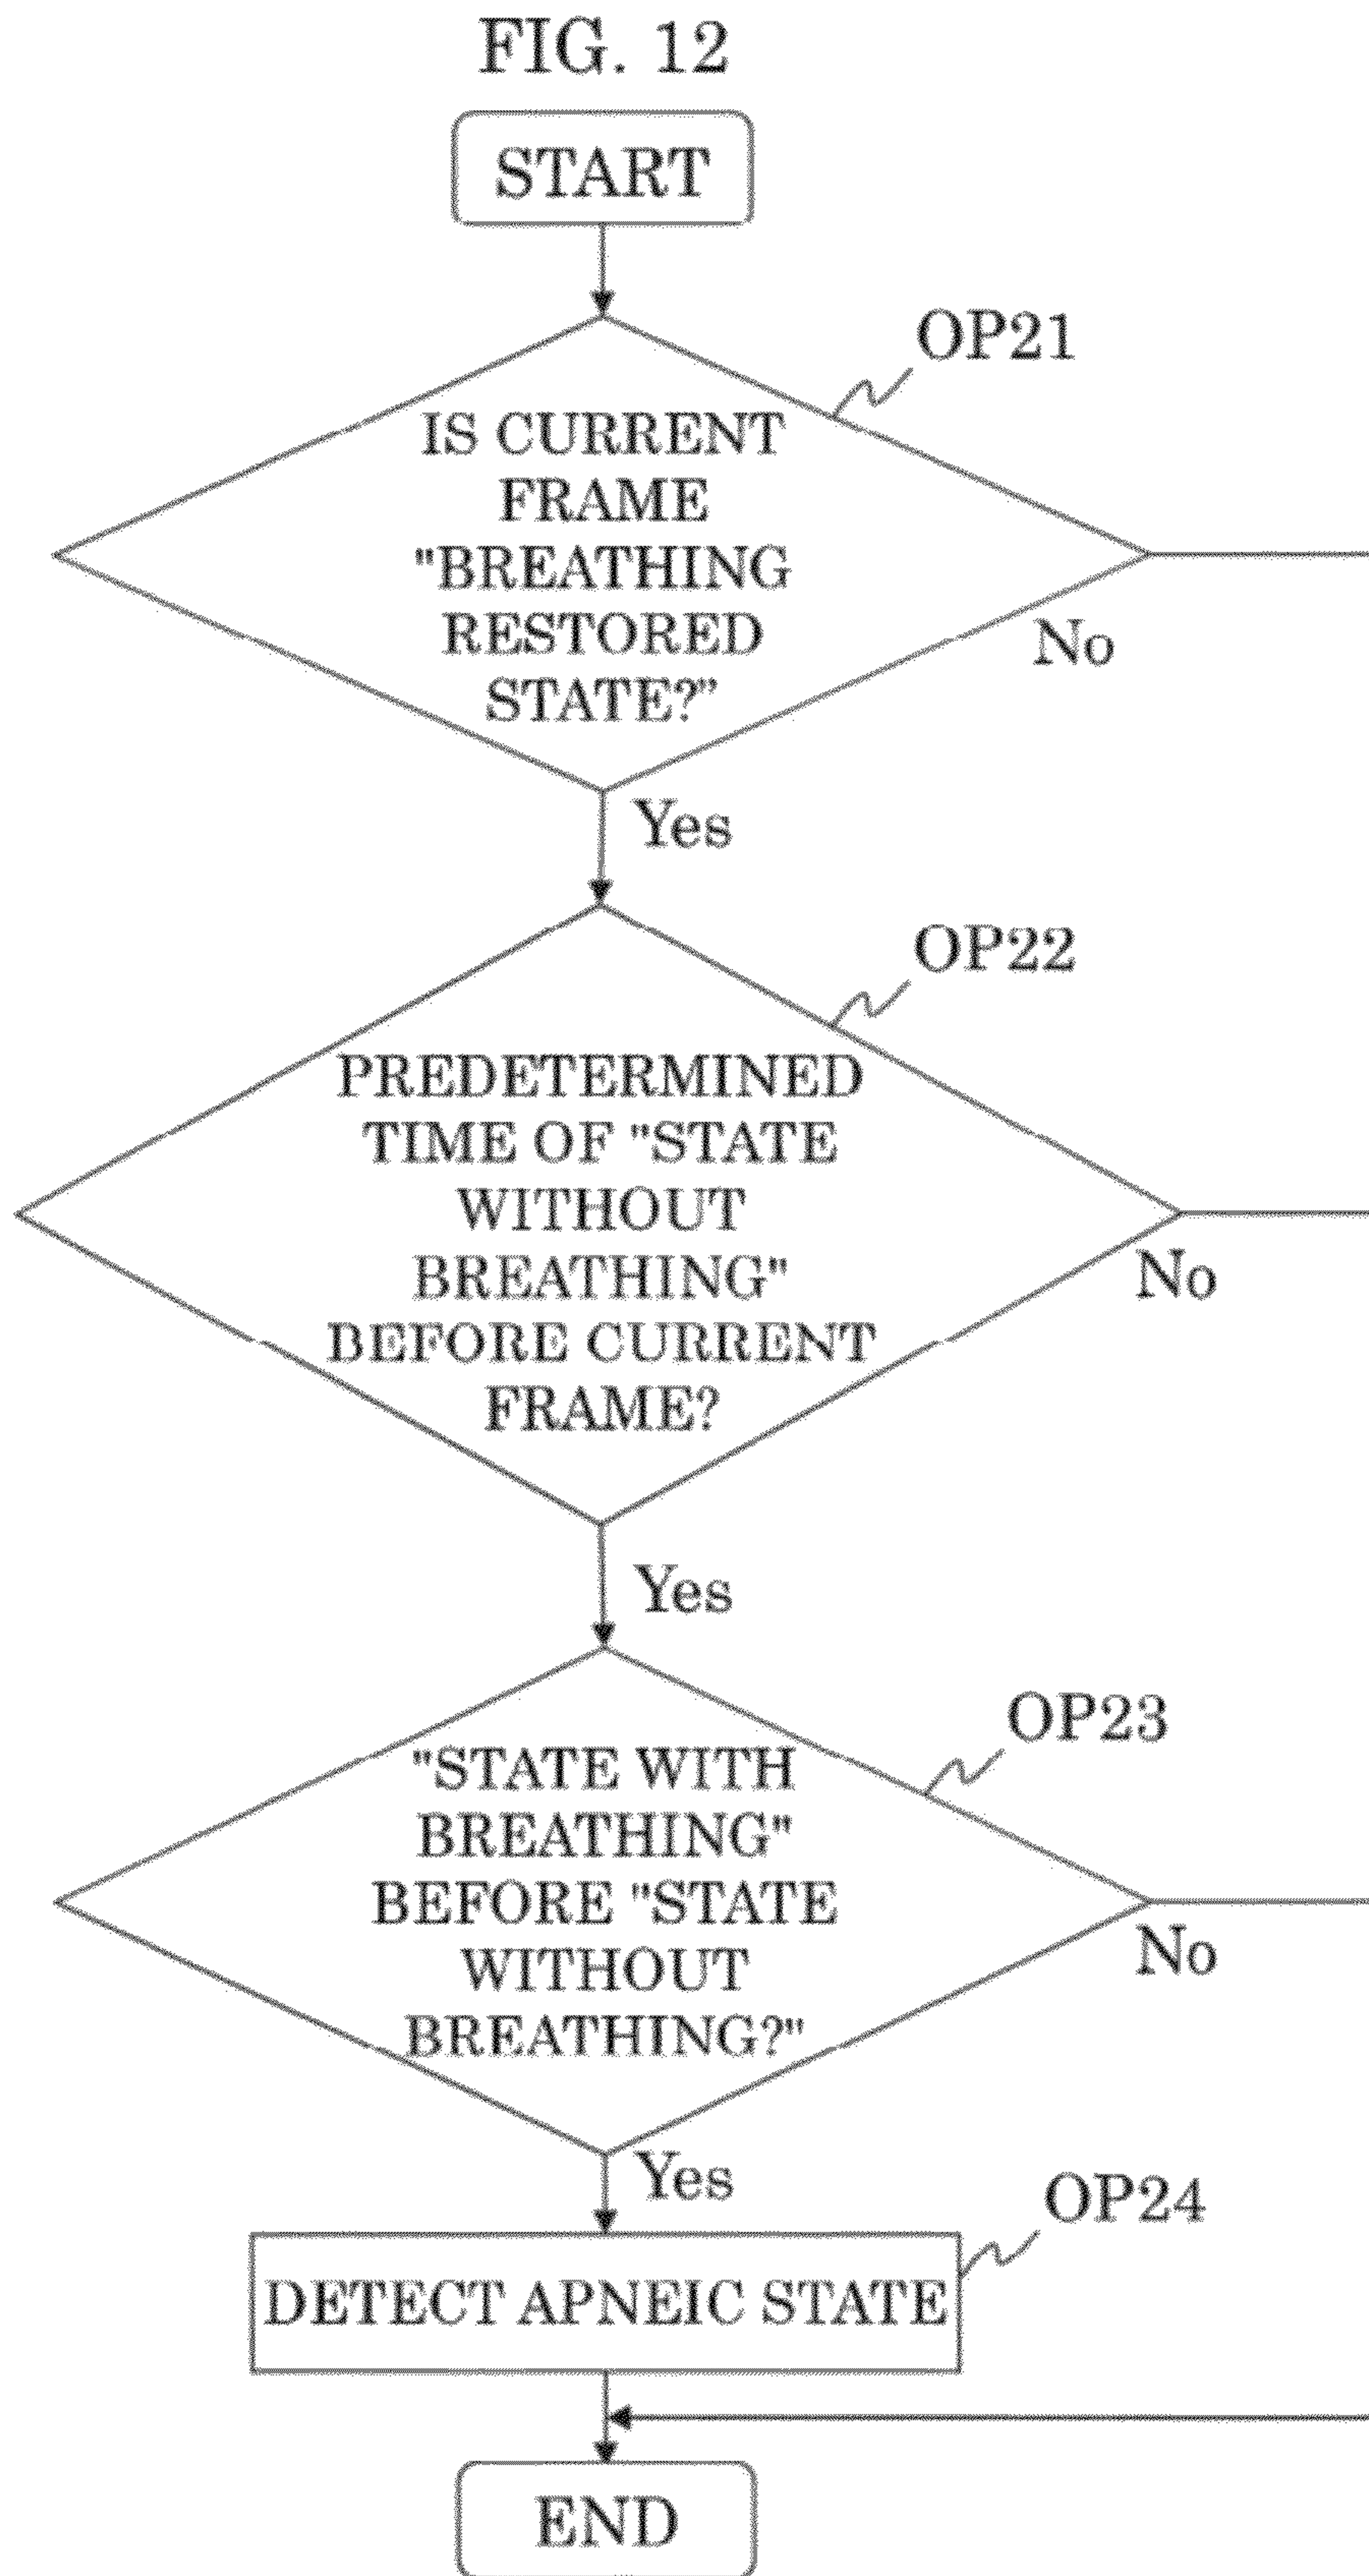 FIG. 12
START
OP21
IS CURRENT
FRAME
"BREATHING
RESTORED
STATE?"
No
Yes
OP22
PREDETERMINED
TIME OF "STATE
WITHOUT
BREATHING"
BEFORE CURRENT
FRAME?
No
Yes
OP23
"STATE WITH
BREATHING"
BEFORE "STATE
WITHOUT
BREATHING?"
No
Yes
OP24
DETECT APNEIC STATE
END